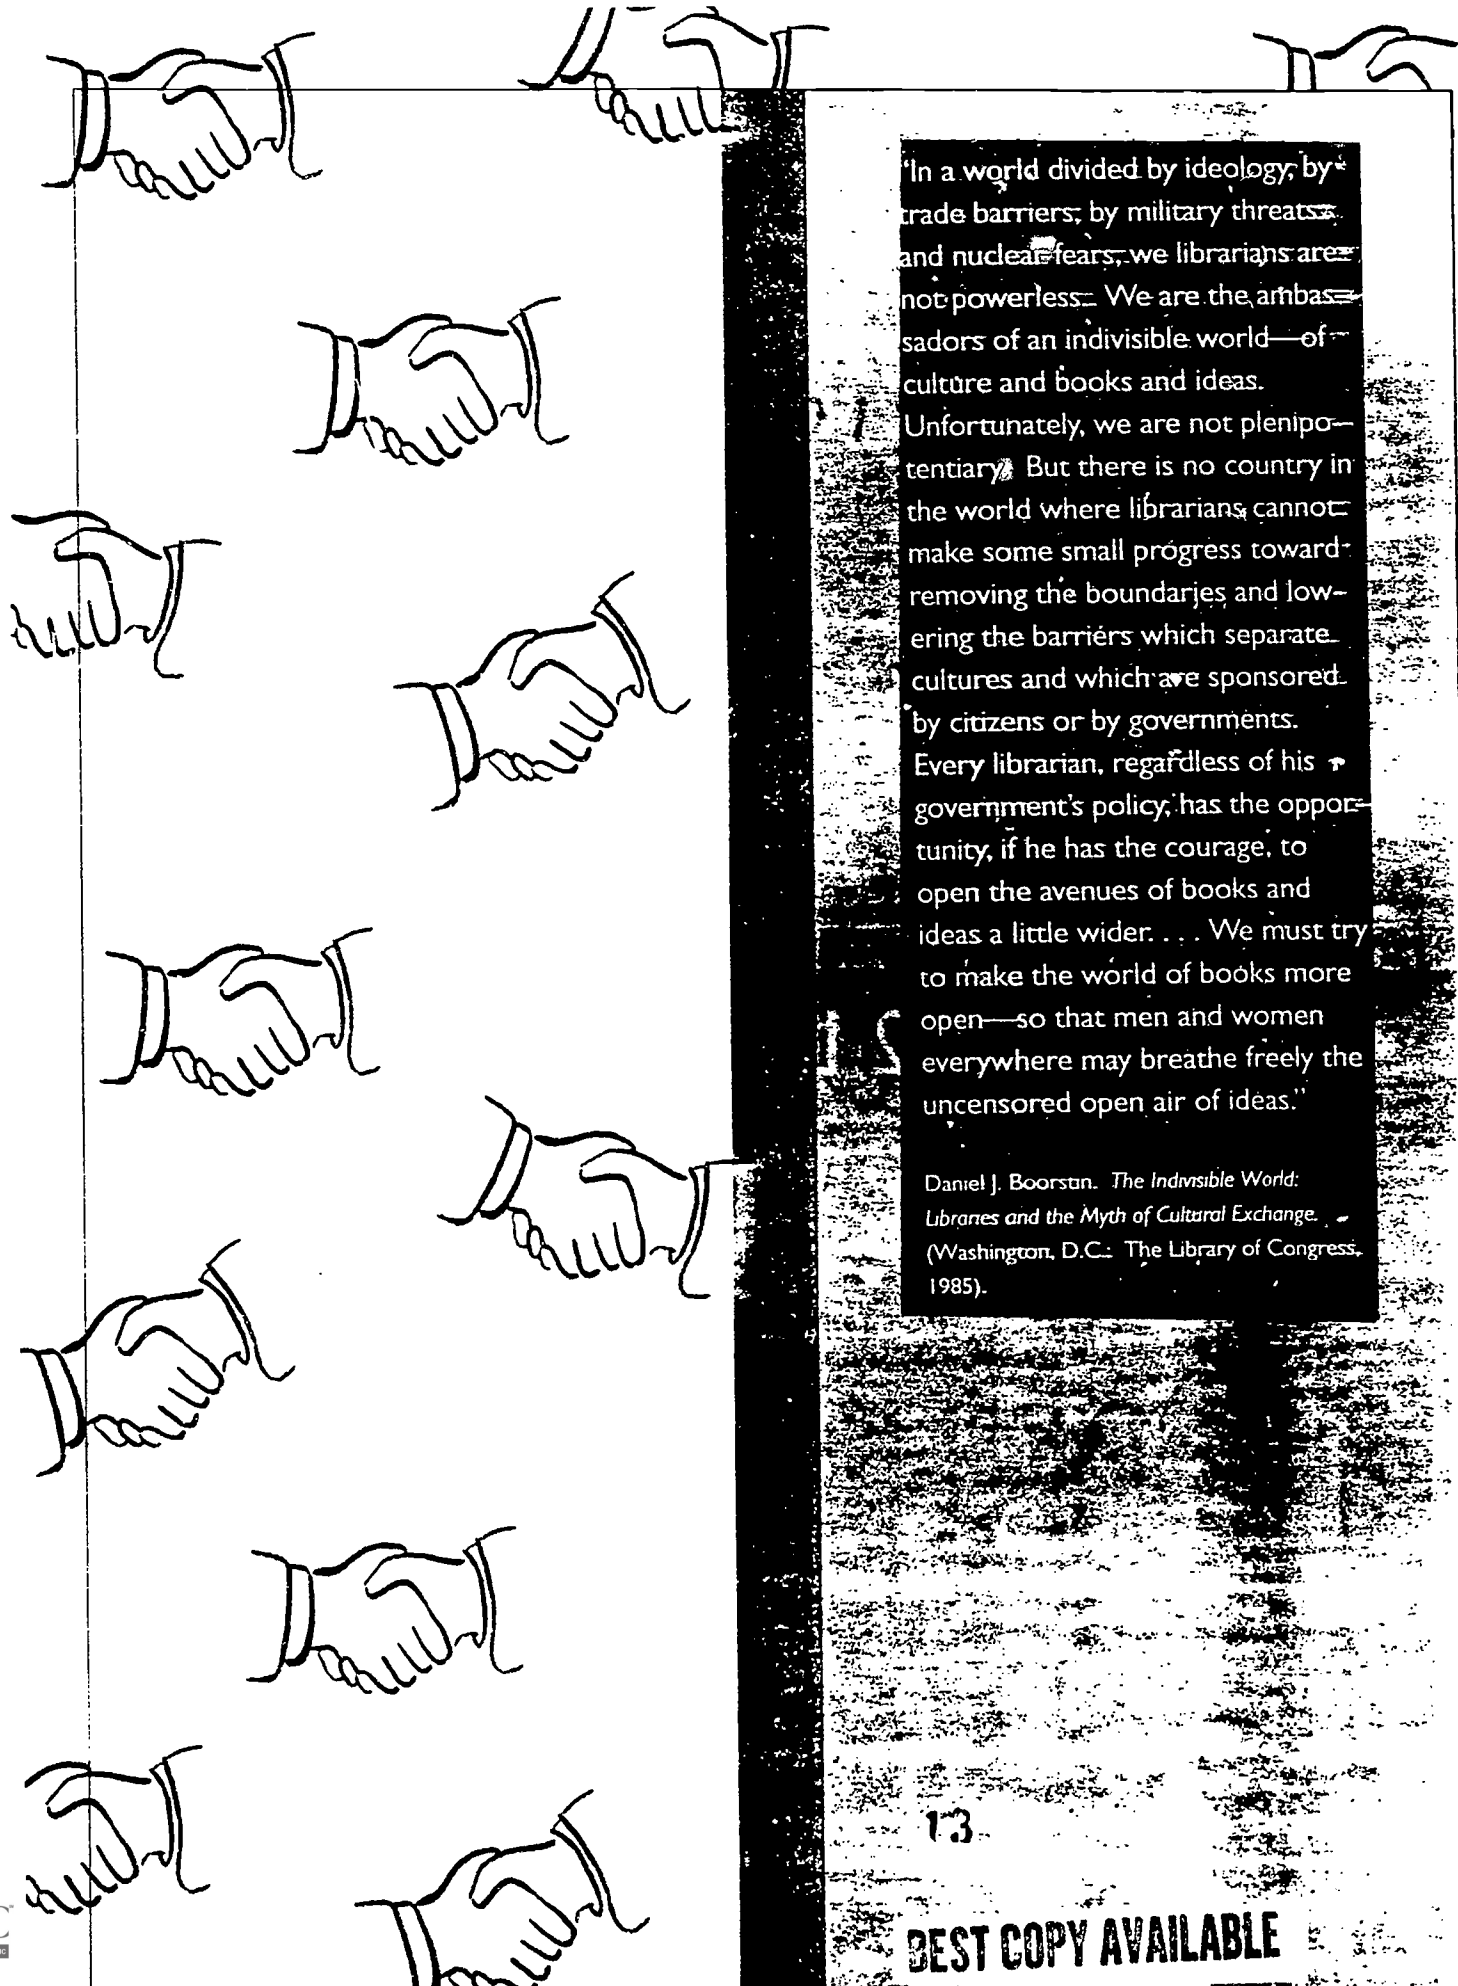 "In a world divided by ideology, by
trade barriers, by military threats
and nuclear fears, we librarians are
not powerless. We are the ambas-
sadors of an indivisible world—of
culture and books and ideas.
Unfortunately, we are not plenipo-
tentiary. But there is no country in
the world where librarians cannot
make some small progress toward
removing the boundaries and low-
ering the barriers which separate
cultures and which are sponsored
by citizens or by governments.
Every librarian, regardless of his
government's policy, has the oppor-
tunity, if he has the courage, to
open the avenues of books and
ideas a little wider. . . . We must try
to make the world of books more
open—so that men and women
everywhere may breathe freely the
uncensored open air of ideas."
Daniel J. Boorstin. The Indivisible World:
Libraries and the Myth of Cultural Exchange.
(Washington, D.C.: The Library of Congress,
1985).
13
BEST COPY AVAILABLE